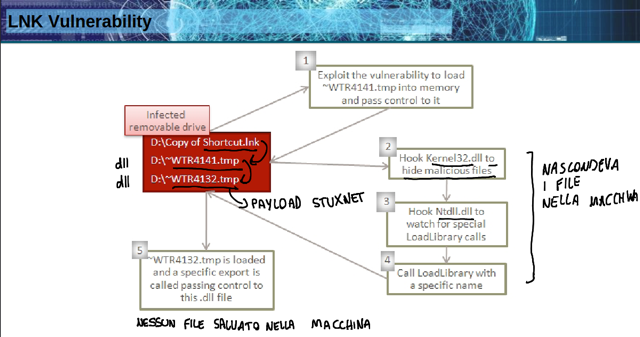 LNK Vulnerability
1
Exploit the vulnerability to load
~WTR4141.tmp into memory
and pass control to it
Infected
removable drive
D:\Copy of Shortcut.lnk
dll D:\~WTR4141.tmp
dll D:\~WTR4132.tmp
PAYLOAD STUXNET
2
Hook Kernel32.dll to
hide malicious files
3
Hook Ntdll.dll to
watch for special
LoadLibrary calls
4
Call LoadLibrary with
a specific name
NASCONDEVA
I FILE
NELLA MACCHINA
5
~WTR4132.tmp is loaded
and a specific export is
called passing control to
this .dll file
NESSUN FILE SALVATO NELLA MACCHINA